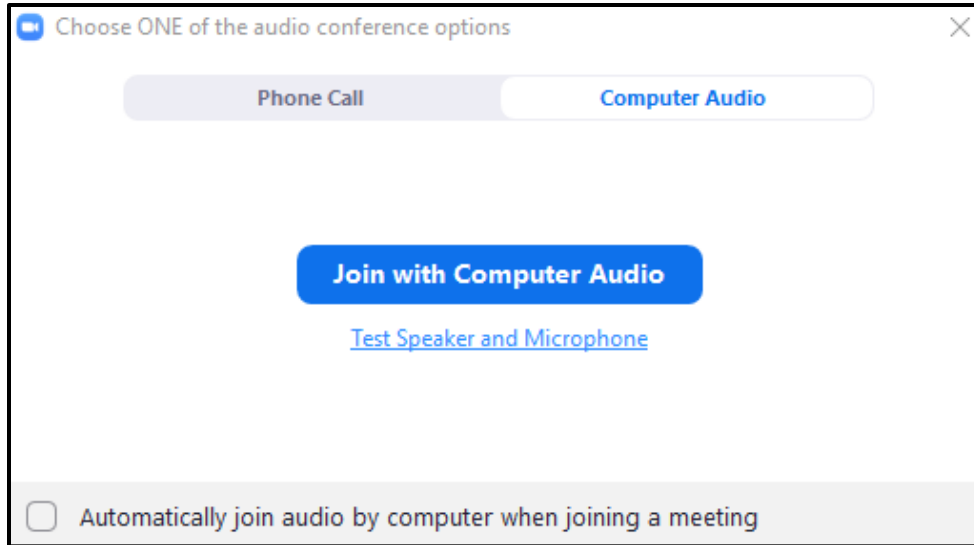 Choose ONE of the audio conference options
Phone Call
Computer Audio
Join with Computer Audio
Test Speaker and Microphone
Automatically join audio by computer when joining a meeting